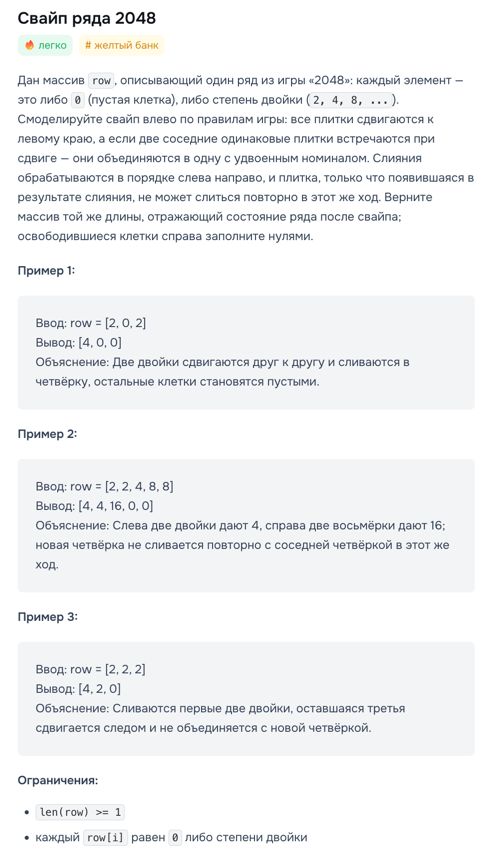 Свайп ряда 2048
🔥 легко # желтый банк
Дан массив row, описывающий один ряд из игры «2048»: каждый элемент —
это либо 0 (пустая клетка), либо степень двойки (2, 4, 8, ...).
Смоделируйте свайп влево по правилам игры: все плитки сдвигаются к
левому краю, а если две соседние одинаковые плитки встречаются при
сдвиге — они объединяются в одну с удвоенным номиналом. Слияния
обрабатываются в порядке слева направо, и плитка, только что появившаяся в
результате слияния, не может слиться повторно в этот же ход. Верните
массив той же длины, отражающий состояние ряда после свайпа;
освободившиеся клетки справа заполните нулями.
Пример 1:
Ввод: row = [2, 0, 2]
Вывод: [4, 0, 0]
Объяснение: Две двойки сдвигаются друг к другу и сливаются в
четвёрку, остальные клетки становятся пустыми.
Пример 2:
Ввод: row = [2, 2, 4, 8, 8]
Вывод: [4, 4, 16, 0, 0]
Объяснение: Слева две двойки дают 4, справа две восьмёрки дают 16;
новая четвёрка не сливается повторно с соседней четвёркой в этот же
ход.
Пример 3:
Ввод: row = [2, 2, 2]
Вывод: [4, 2, 0]
Объяснение: Сливаются первые две двойки, оставшаяся третья
сдвигается следом и не объединяется с новой четвёркой.
Ограничения:
• len(row) >= 1
• каждый row[i] равен 0 либо степени двойки